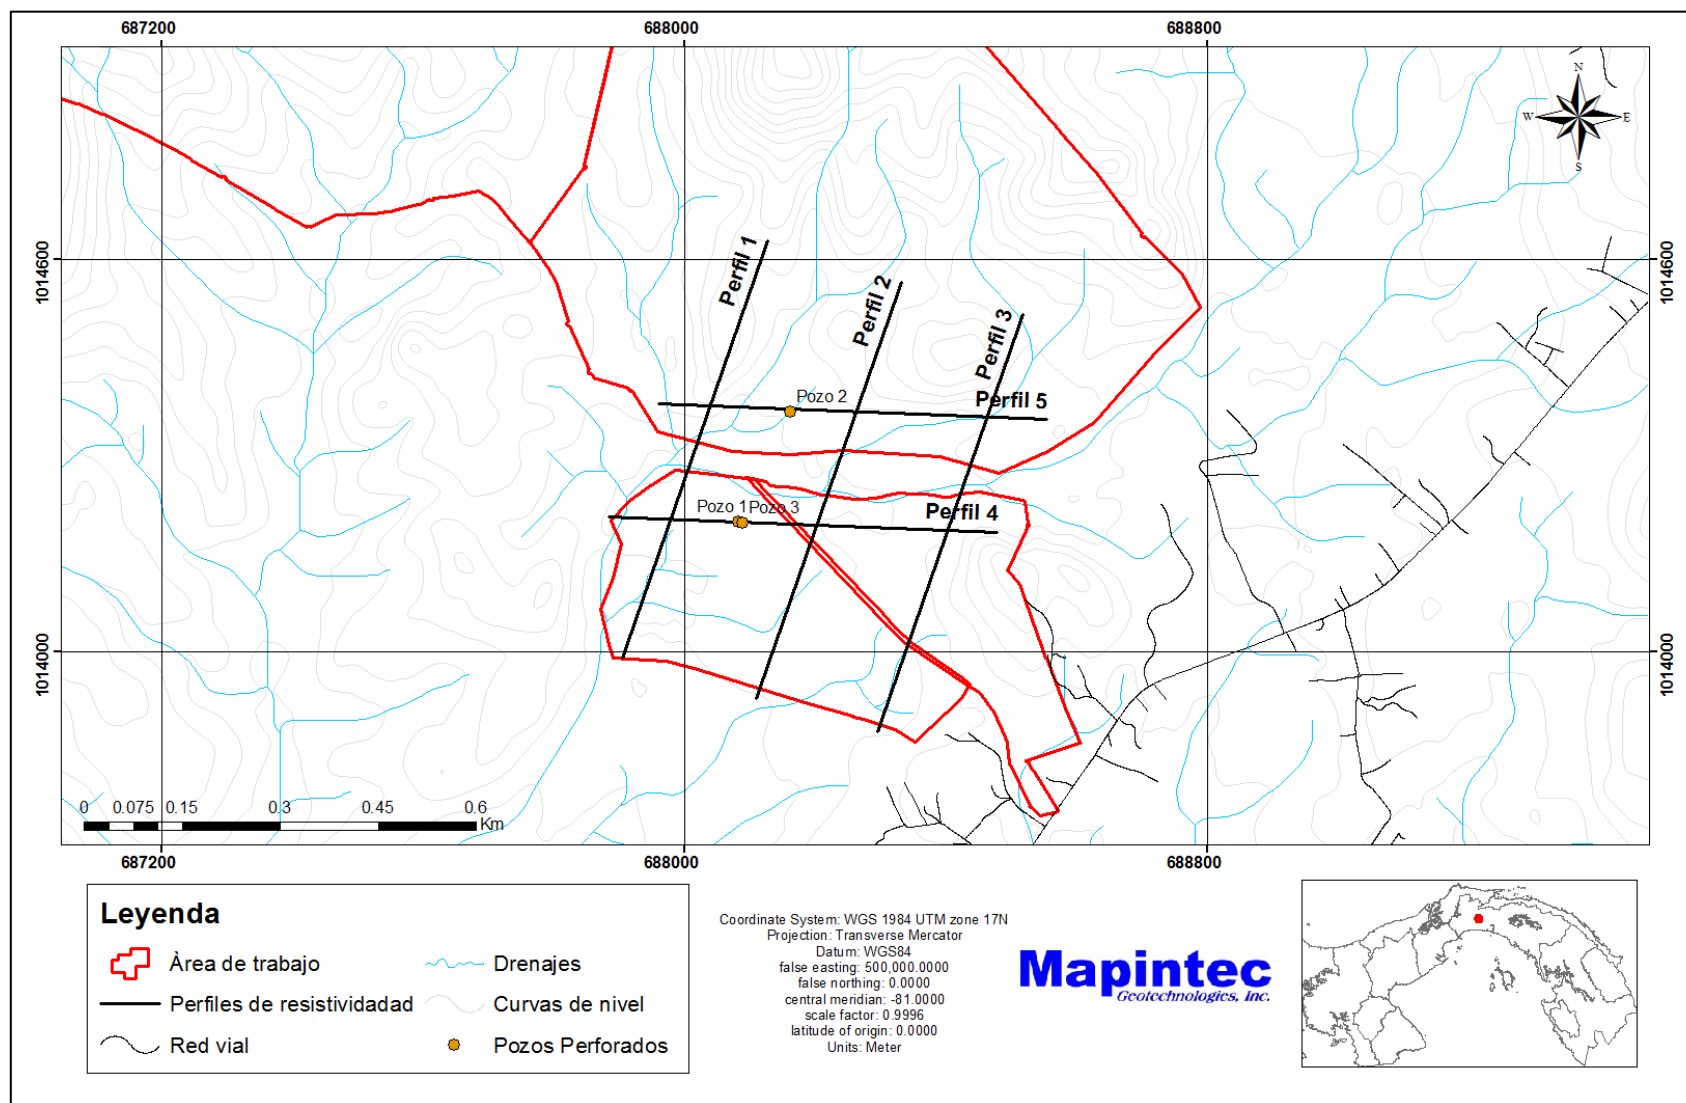 687200 688000 688800
N
W E
S
1014600 1014600
Perfil 1
Perfil 2
Perfil 3
Pozo 2
Perfil 5
Pozo 1 Pozo 3
Perfil 4
1014000 1014000
0 0.075 0.15 0.3 0.45 0.6
Km
687200 688000 688800
Leyenda
Àrea de trabajo
Perfiles de resistividadad
Red vial
Drenajes
Curvas de nivel
Pozos Perforados
Coordinate System: WGS 1984 UTM zone 17N
Projection: Transverse Mercator
Datum: WGS84
false easting: 500,000.0000
false northing: 0.0000
central meridian: -81.0000
scale factor: 0.9996
latitude of origin: 0.0000
Units: Meter
Mapintec
Geotechnologies, Inc.